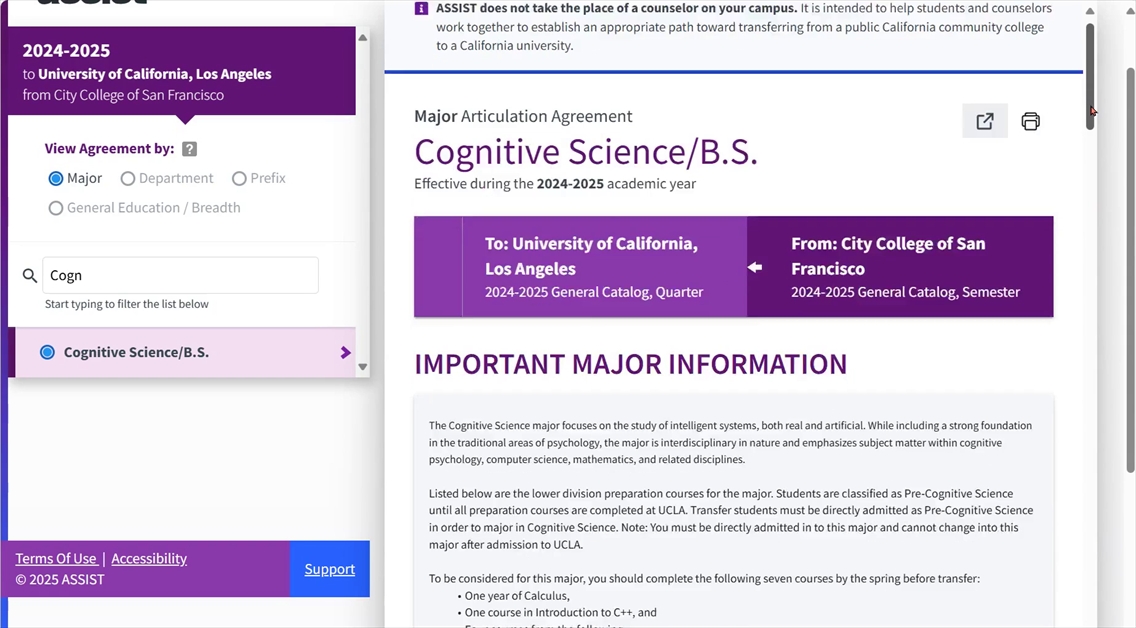 assist
2024-2025
to University of California, Los Angeles
from City College of San Francisco
View Agreement by: ?
Major Department Prefix
General Education / Breadth
Cogn
Start typing to filter the list below
Cognitive Science/B.S.
Terms Of Use | Accessibility
© 2025 ASSIST
Support
i ASSIST does not take the place of a counselor on your campus. It is intended to help students and counselors
work together to establish an appropriate path toward transferring from a public California community college
to a California university.
Major Articulation Agreement
Cognitive Science/B.S.
Effective during the 2024-2025 academic year
To: University of California,
Los Angeles
2024-2025 General Catalog, Quarter
From: City College of San
Francisco
2024-2025 General Catalog, Semester
IMPORTANT MAJOR INFORMATION
The Cognitive Science major focuses on the study of intelligent systems, both real and artificial. While including a strong foundation
in the traditional areas of psychology, the major is interdisciplinary in nature and emphasizes subject matter within cognitive
psychology, computer science, mathematics, and related disciplines.
Listed below are the lower division preparation courses for the major. Students are classified as Pre-Cognitive Science
until all preparation courses are completed at UCLA. Transfer students must be directly admitted as Pre-Cognitive Science
in order to major in Cognitive Science. Note: You must be directly admitted in to this major and cannot change into this
major after admission to UCLA.
To be considered for this major, you should complete the following seven courses by the spring before transfer:
• One year of Calculus,
• One course in Introduction to C++, and